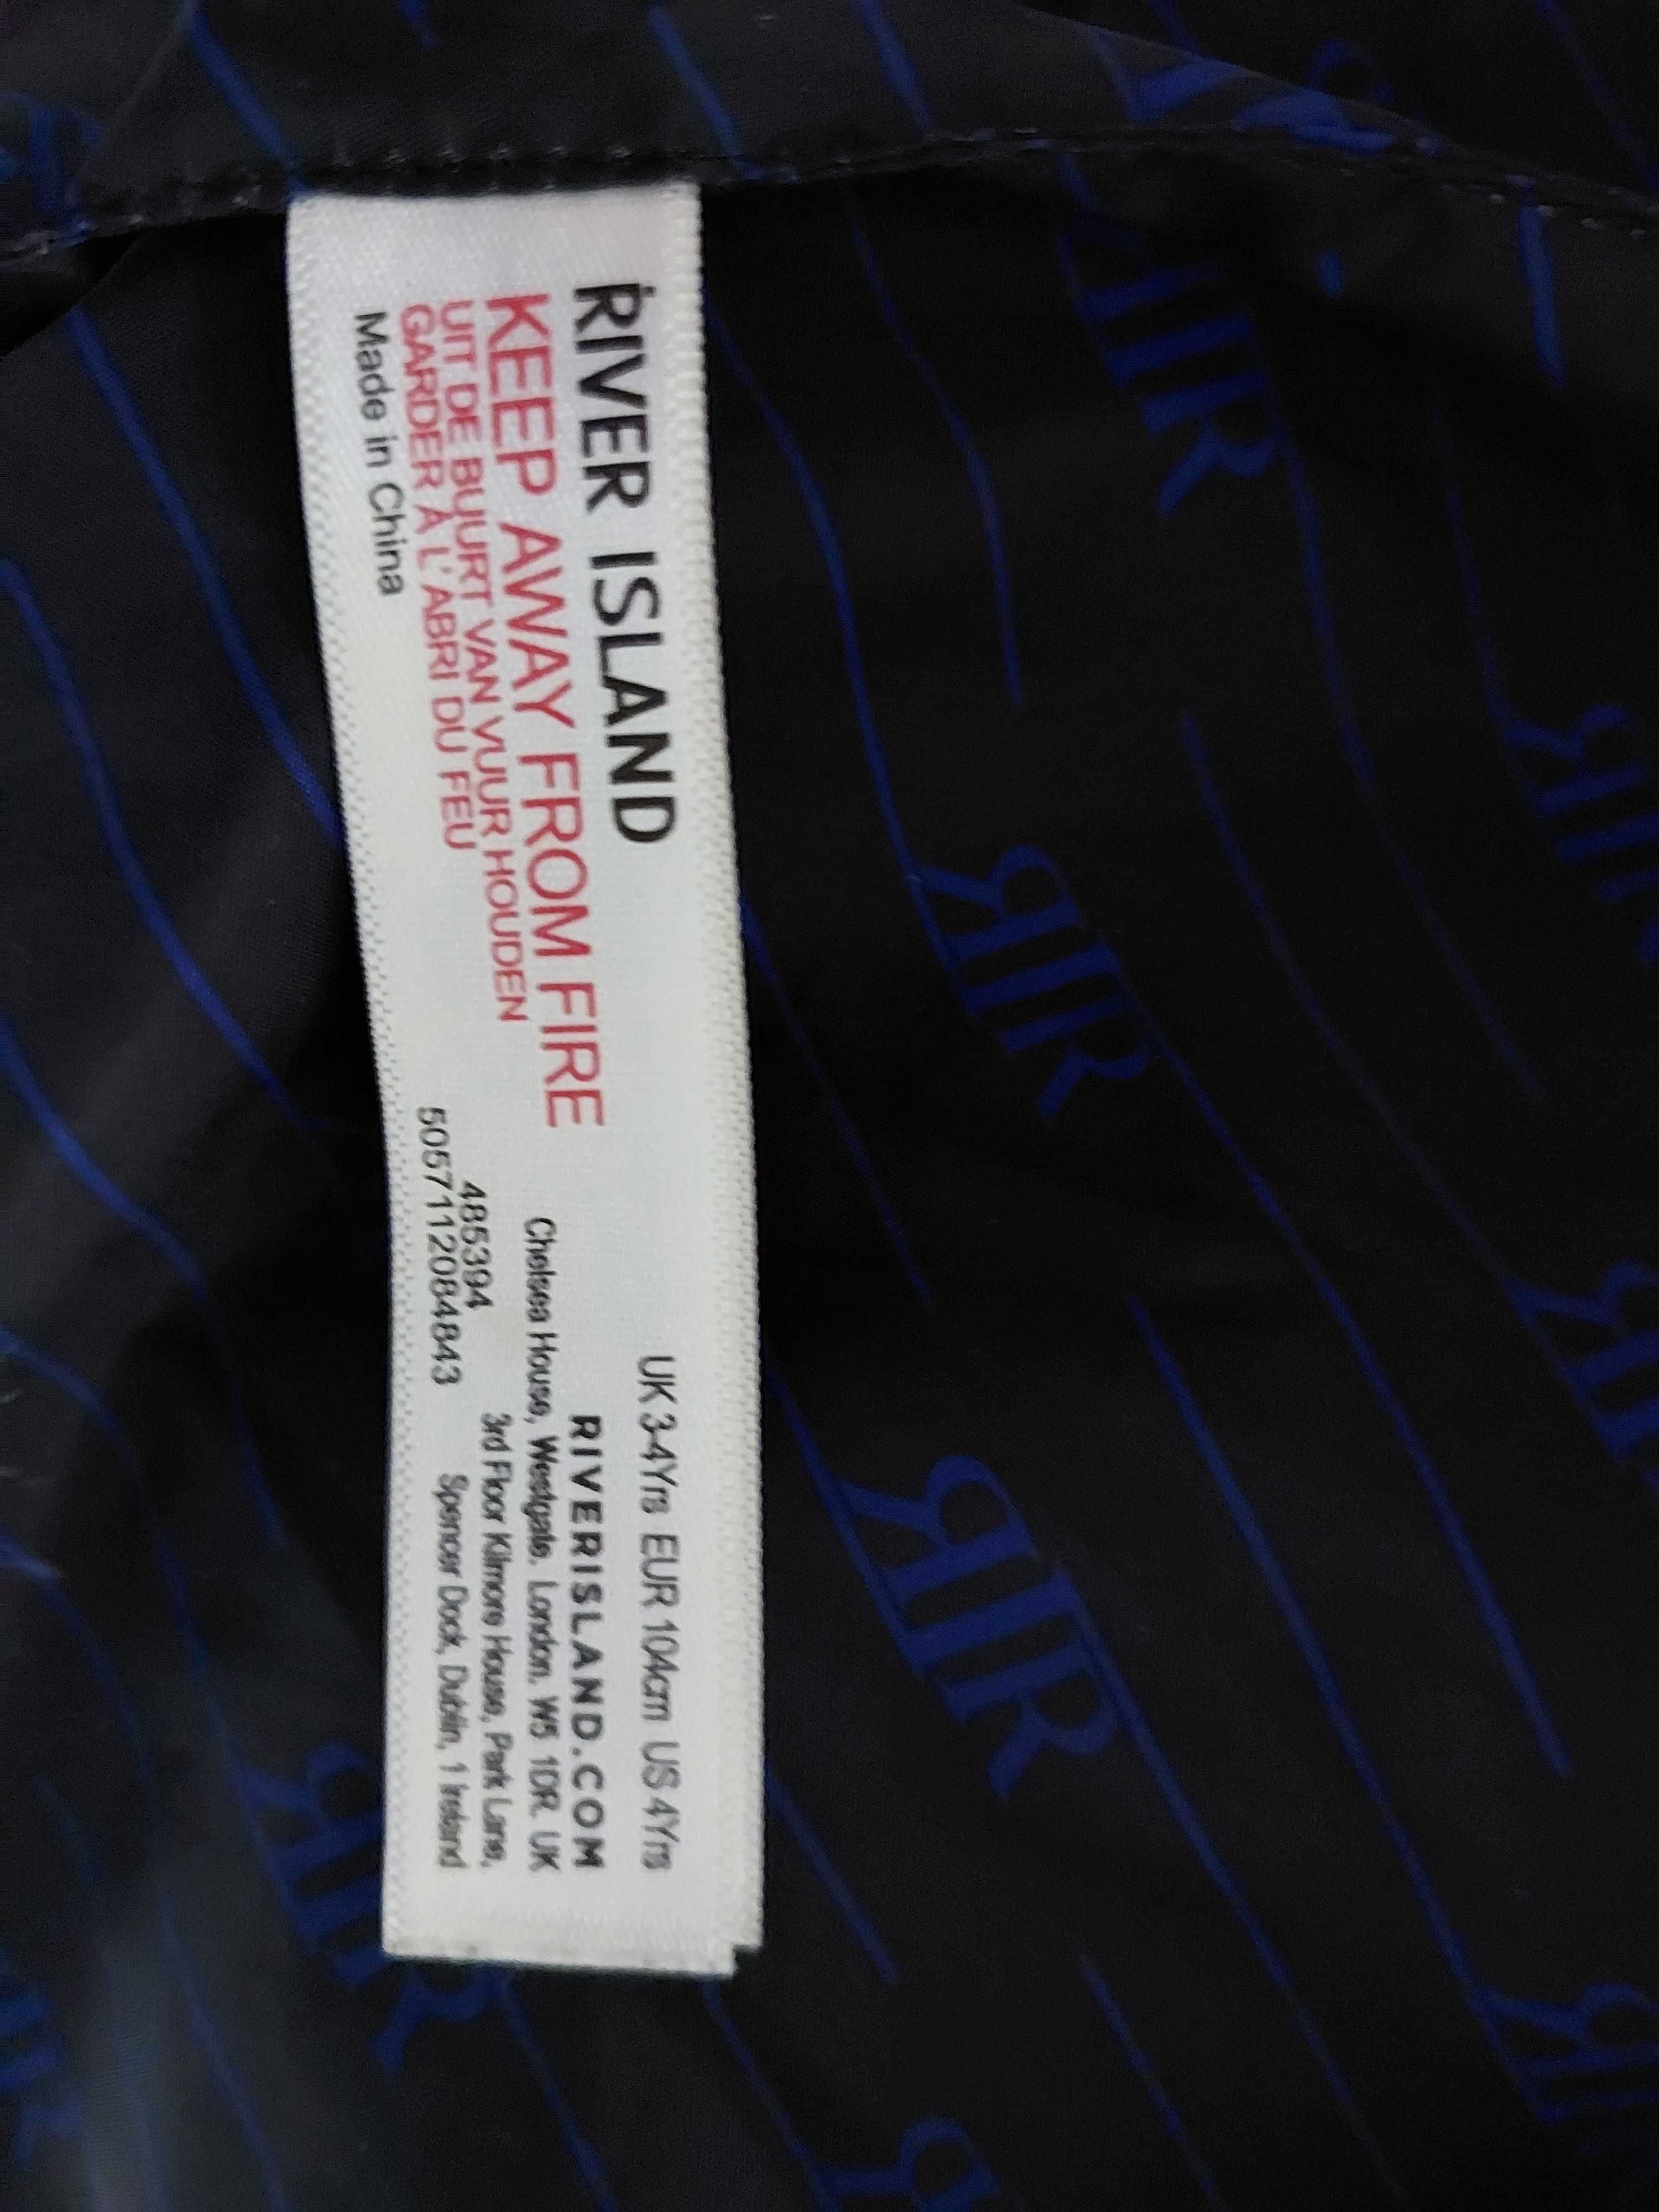 RIVER ISLAND
KEEP AWAY FROM FIRE
UIT DE BUURT VAN VUUR HOUDEN
GARDER À L'ABRI DU FEU
Made in China
UK 3-4Yrs EUR 104cm US 4Yrs
RIVERISLAND.COM
Chelsea House, Westgate. London. W5 1DR. UK
3rd Floor Kilmore House, Park Lane,
Spencer Dock, Dublin, 1 Ireland
485394
5057112084843